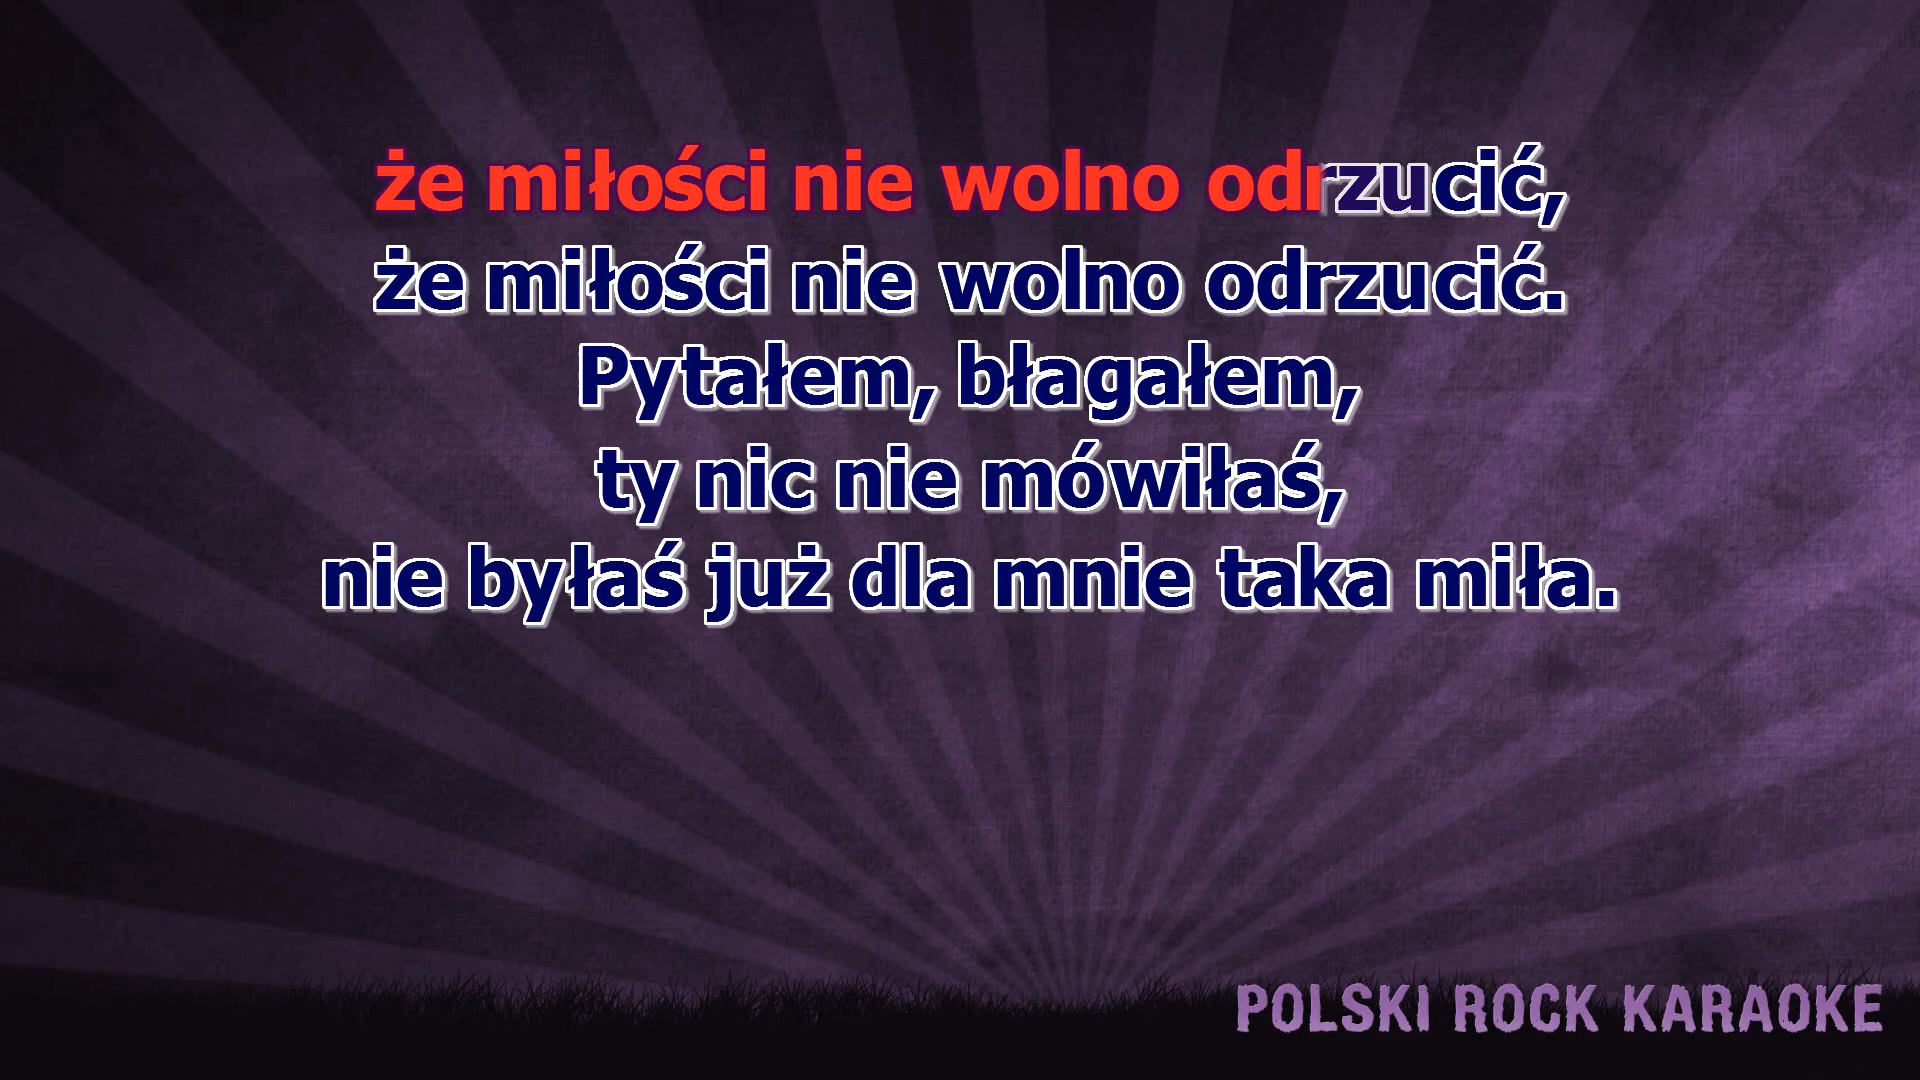 że miłości nie wolno odrzucić,
że miłości nie wolno odrzucić.
Pytałem, błagałem,
ty nic nie mówiłaś,
nie byłaś już dla mnie taka miła.
POLSKI ROCK KARAOKE